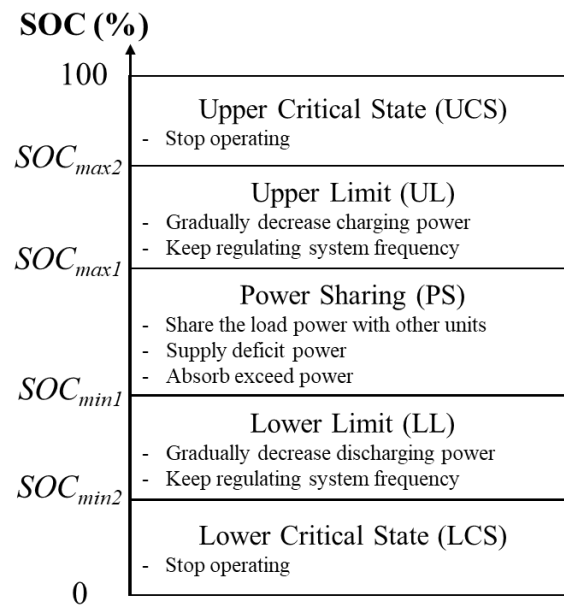 SOC (%)
100
Upper Critical State (UCS)
- Stop operating
SOCmax2
Upper Limit (UL)
- Gradually decrease charging power
- Keep regulating system frequency
SOCmax1
Power Sharing (PS)
- Share the load power with other units
- Supply deficit power
- Absorb exceed power
SOCmin1
Lower Limit (LL)
- Gradually decrease discharging power
- Keep regulating system frequency
SOCmin2
Lower Critical State (LCS)
- Stop operating
0